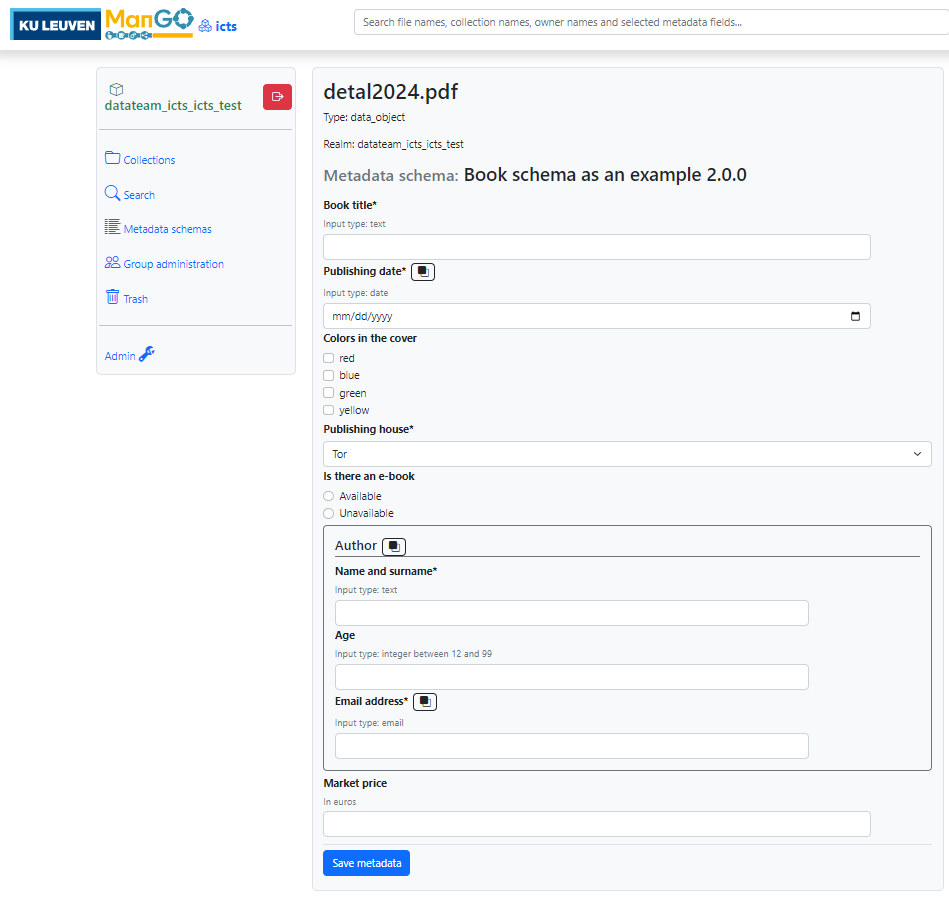 KU LEUVEN
ManGO
icts
Search file names, collection names, owner names and selected metadata fields...
datateam_icts_icts_test
Collections
Search
Metadata schemas
Group administration
Trash
Admin
detal2024.pdf
Type: data_object
Realm: datateam_icts_icts_test
Metadata schema: Book schema as an example 2.0.0
Book title*
Input type: text
Publishing date*
Input type: date
mm/dd/yyyy
Colors in the cover
red
blue
green
yellow
Publishing house*
Tor
Is there an e-book
Available
Unavailable
Author
Name and surname*
Input type: text
Age
Input type: integer between 12 and 99
Email address*
Input type: email
Market price
In euros
Save metadata